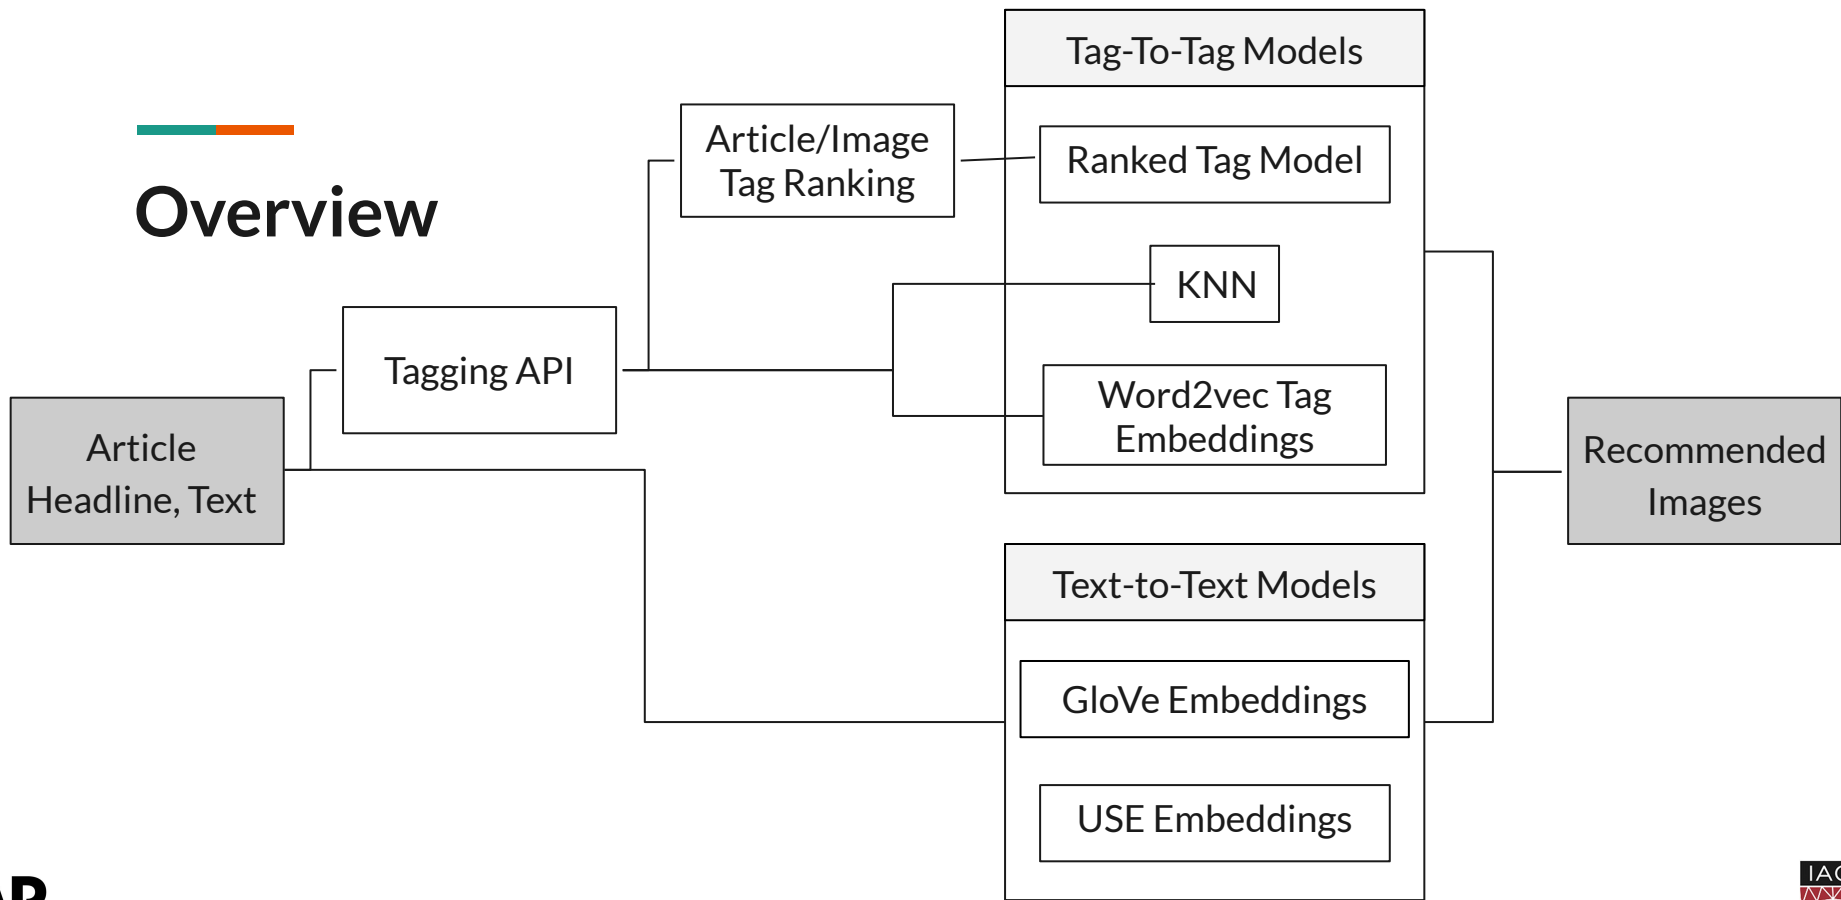 Overview
Article
Headline, Text
Tagging API
Article/Image
Tag Ranking
Tag-To-Tag Models
Ranked Tag Model
KNN
Word2vec Tag
Embeddings
Text-to-Text Models
GloVe Embeddings
USE Embeddings
Recommended
Images